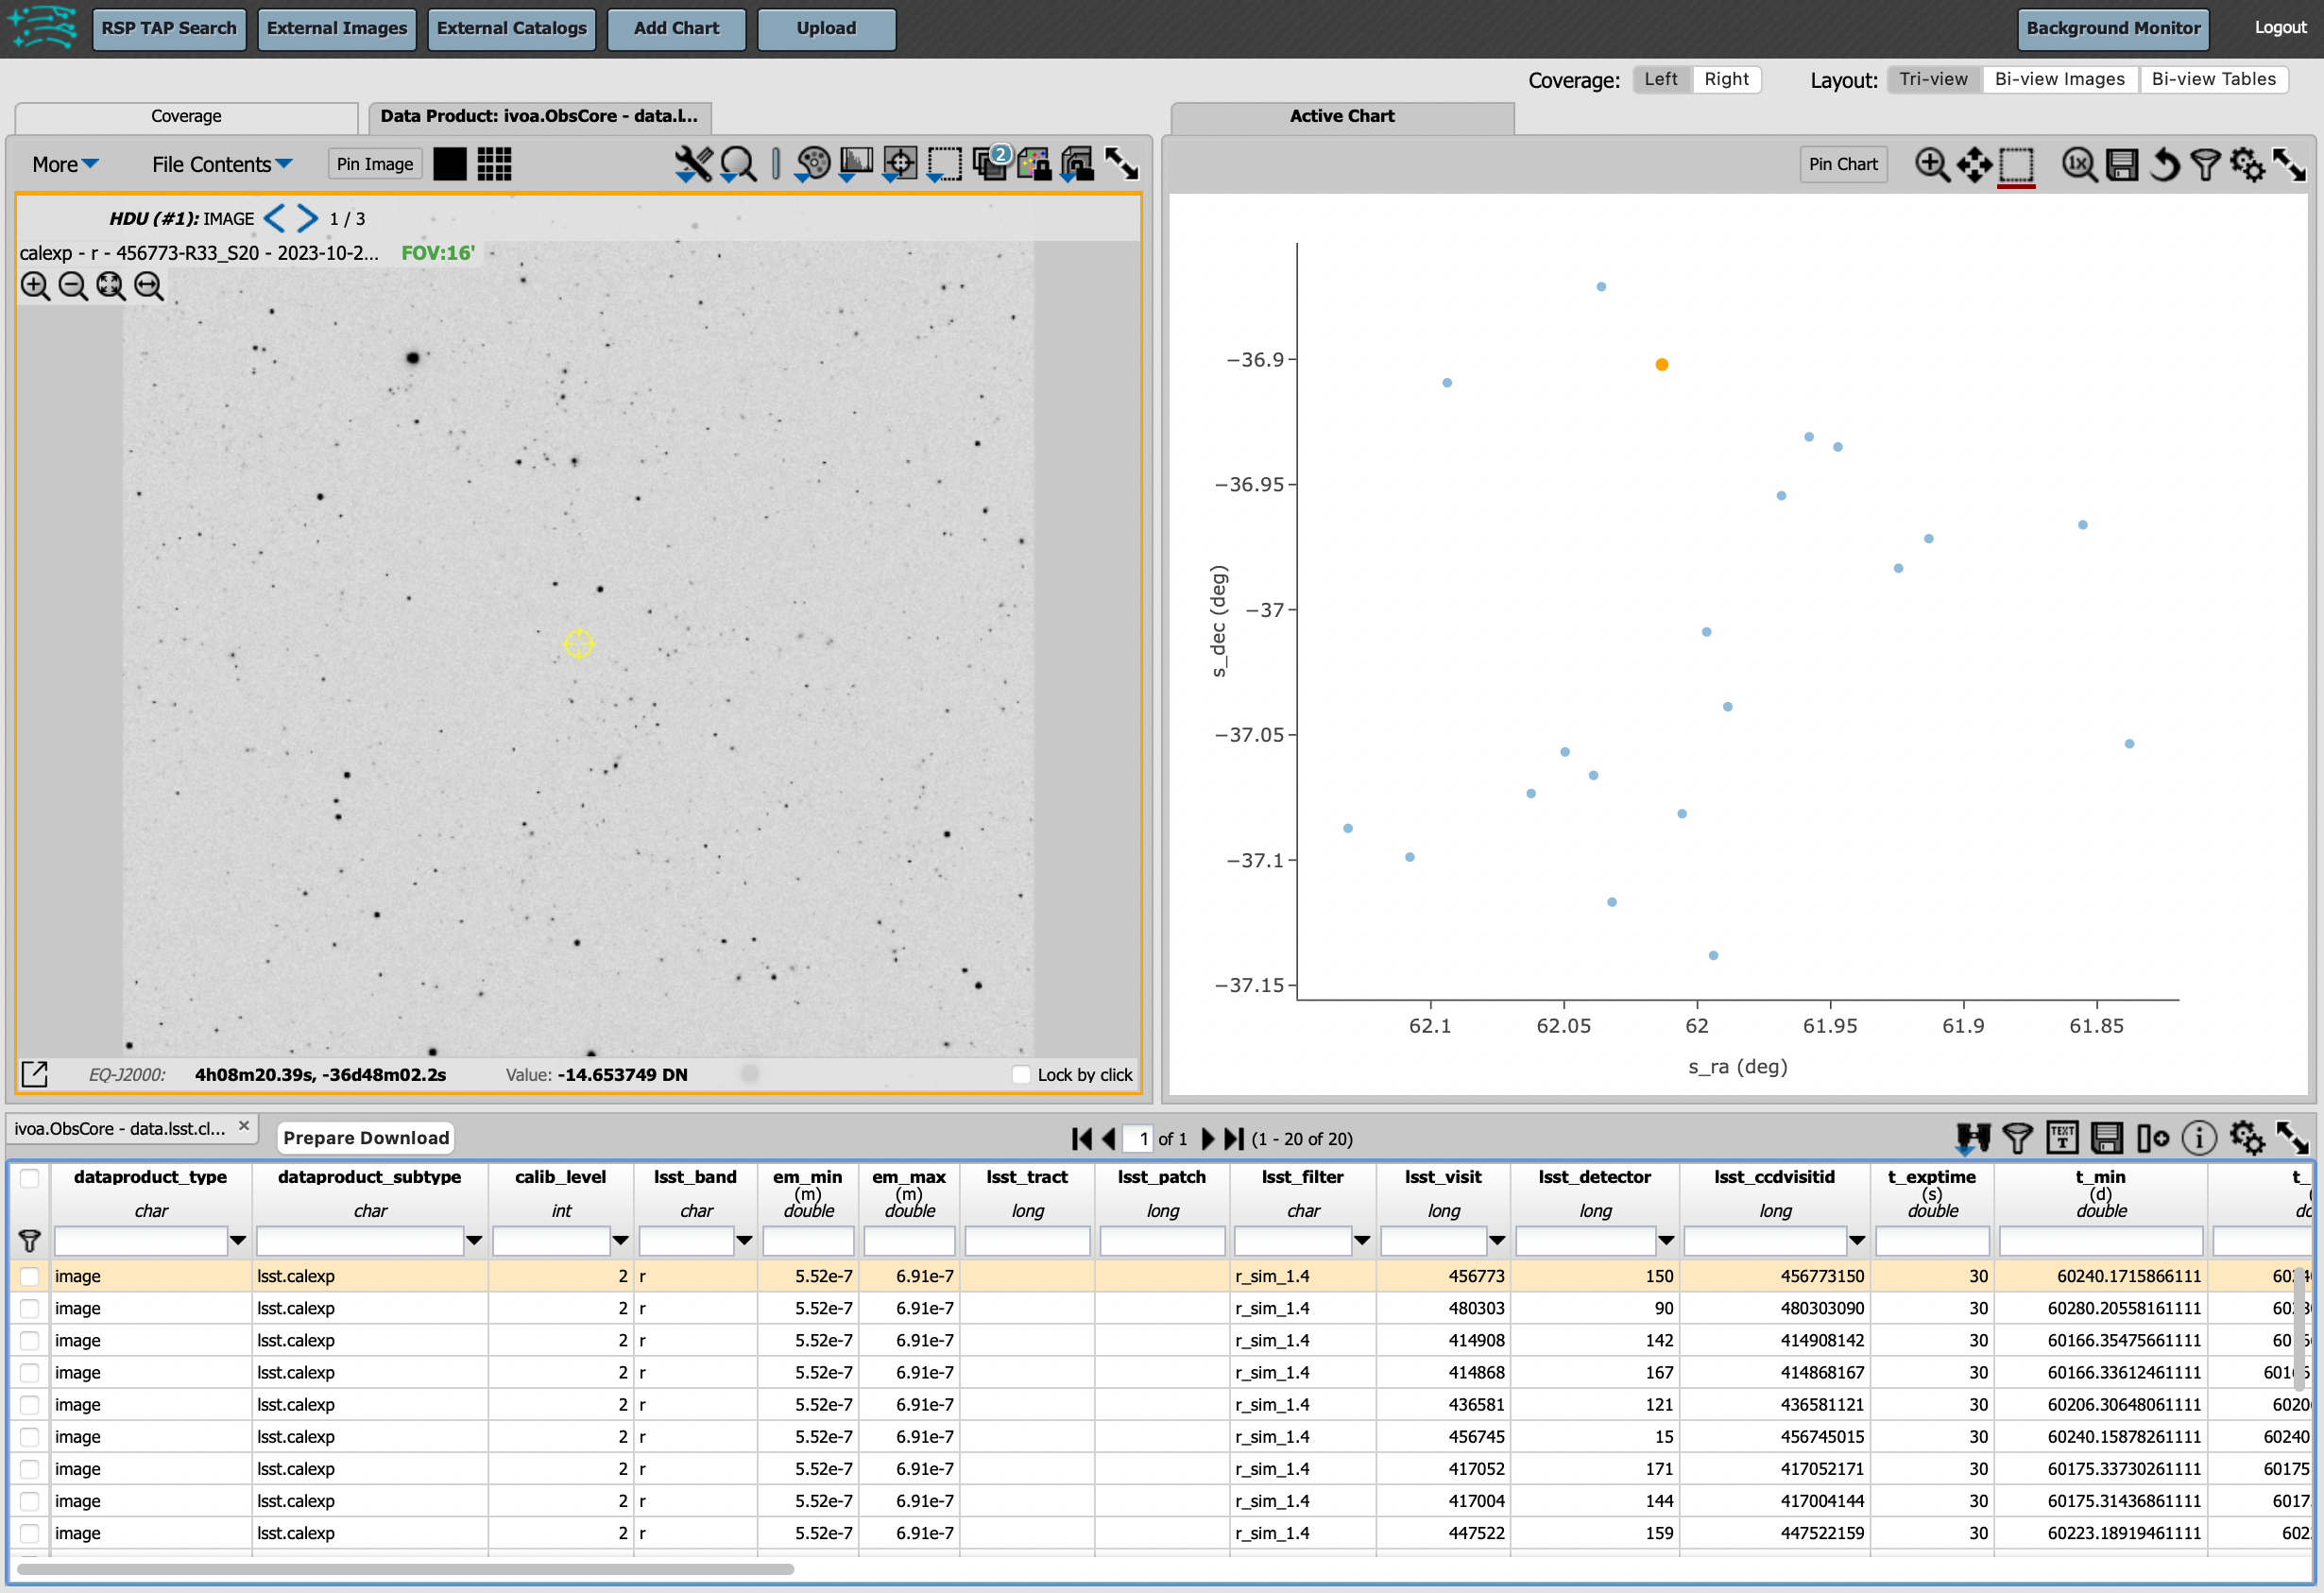 RSP TAP Search External Images External Catalogs Add Chart Upload Background Monitor Logout
Coverage: Left Right Layout: Tri-view Bi-view Images Bi-view Tables
Coverage Data Product: ivoa.ObsCore - data.l... Active Chart
More File Contents Pin Image 2 Pin Chart 1x
HDU (#1): IMAGE 1 / 3
calexp - r - 456773-R33_S20 - 2023-10-2... FOV:16'
−36.9
−36.95
−37
−37.05
−37.1
−37.15
s_dec (deg)
62.1 62.05 62 61.95 61.9 61.85
s_ra (deg)
EQ-J2000: 4h08m20.39s, -36d48m02.2s Value: -14.653749 DN Lock by click
ivoa.ObsCore - data.lsst.cl... × Prepare Download 1 of 1 (1 - 20 of 20) TEXT T i
dataproduct_type dataproduct_subtype calib_level lsst_band em_min em_max lsst_tract lsst_patch lsst_filter lsst_visit lsst_detector lsst_ccdvisitid t_exptime t_min t_
(m) (m) (s) (d)
char char int char double double long long char long long long double double do
image lsst.calexp 2 r 5.52e-7 6.91e-7 r_sim_1.4 456773 150 456773150 30 60240.1715866111
image lsst.calexp 2 r 5.52e-7 6.91e-7 r_sim_1.4 480303 90 480303090 30 60280.20558161111
image lsst.calexp 2 r 5.52e-7 6.91e-7 r_sim_1.4 414908 142 414908142 30 60166.35475661111
image lsst.calexp 2 r 5.52e-7 6.91e-7 r_sim_1.4 414868 167 414868167 30 60166.33612461111
image lsst.calexp 2 r 5.52e-7 6.91e-7 r_sim_1.4 436581 121 436581121 30 60206.30648061111
image lsst.calexp 2 r 5.52e-7 6.91e-7 r_sim_1.4 456745 15 456745015 30 60240.15878261111 60240
image lsst.calexp 2 r 5.52e-7 6.91e-7 r_sim_1.4 417052 171 417052171 30 60175.33730261111 60175
image lsst.calexp 2 r 5.52e-7 6.91e-7 r_sim_1.4 417004 144 417004144 30 60175.31436861111 6017
image lsst.calexp 2 r 5.52e-7 6.91e-7 r_sim_1.4 447522 159 447522159 30 60223.18919461111 602